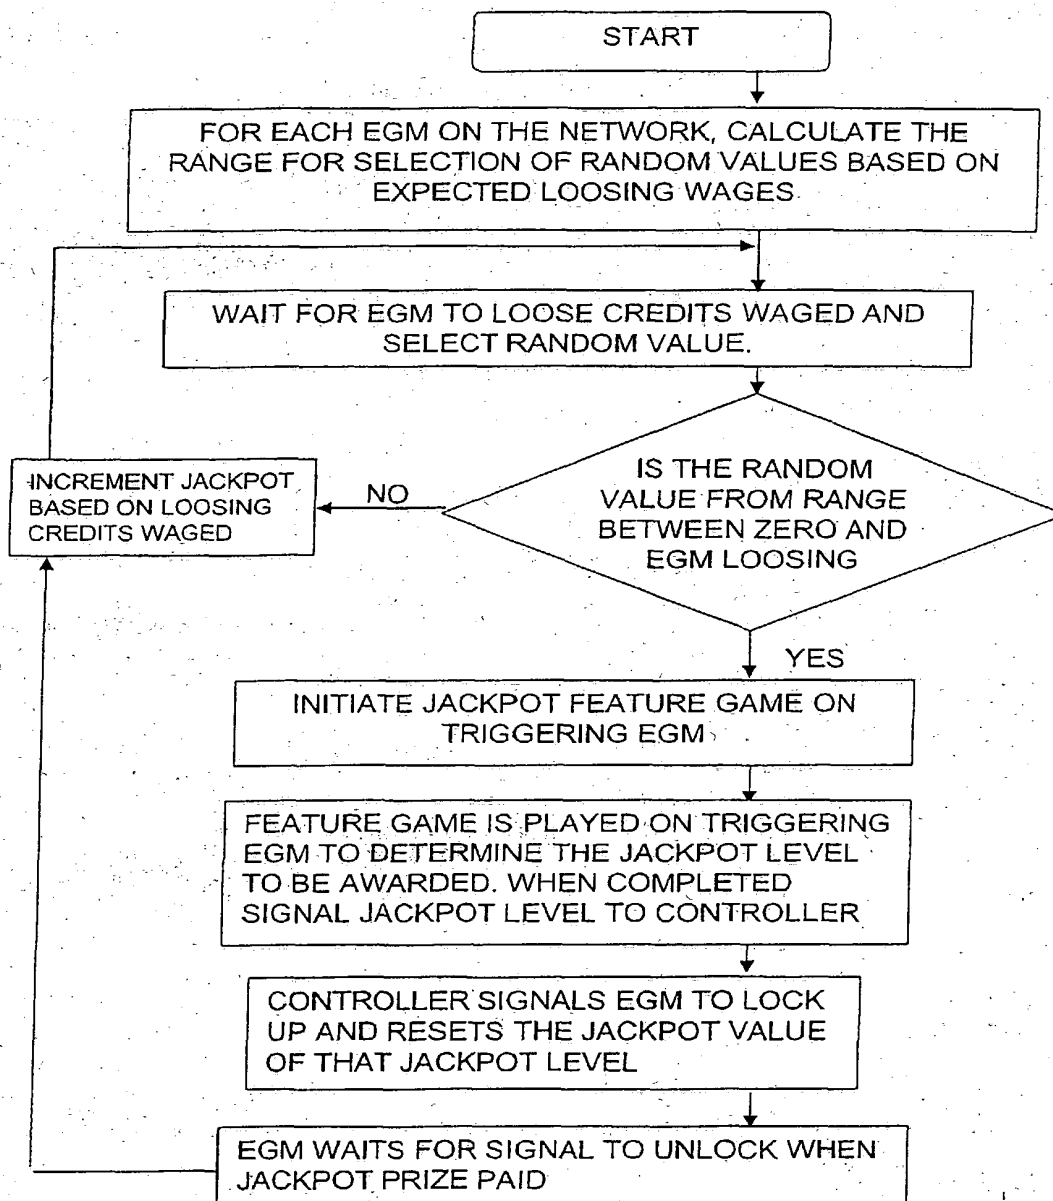 START
FOR EACH EGM ON THE NETWORK, CALCULATE THE
RANGE FOR SELECTION OF RANDOM VALUES BASED ON
EXPECTED LOOSING WAGES
WAIT FOR EGM TO LOOSE CREDITS WAGED AND
SELECT RANDOM VALUE.
IS THE RANDOM
VALUE FROM RANGE
BETWEEN ZERO AND
EGM LOOSING
NO
INCREMENT JACKPOT
BASED ON LOOSING
CREDITS WAGED
YES
INITIATE JACKPOT FEATURE GAME ON
TRIGGERING EGM
FEATURE GAME IS PLAYED ON TRIGGERING
EGM TO DETERMINE THE JACKPOT LEVEL
TO BE AWARDED. WHEN COMPLETED
SIGNAL JACKPOT LEVEL TO CONTROLLER
CONTROLLER SIGNALS EGM TO LOCK
UP AND RESETS THE JACKPOT VALUE
OF THAT JACKPOT LEVEL
EGM WAITS FOR SIGNAL TO UNLOCK WHEN
JACKPOT PRIZE PAID